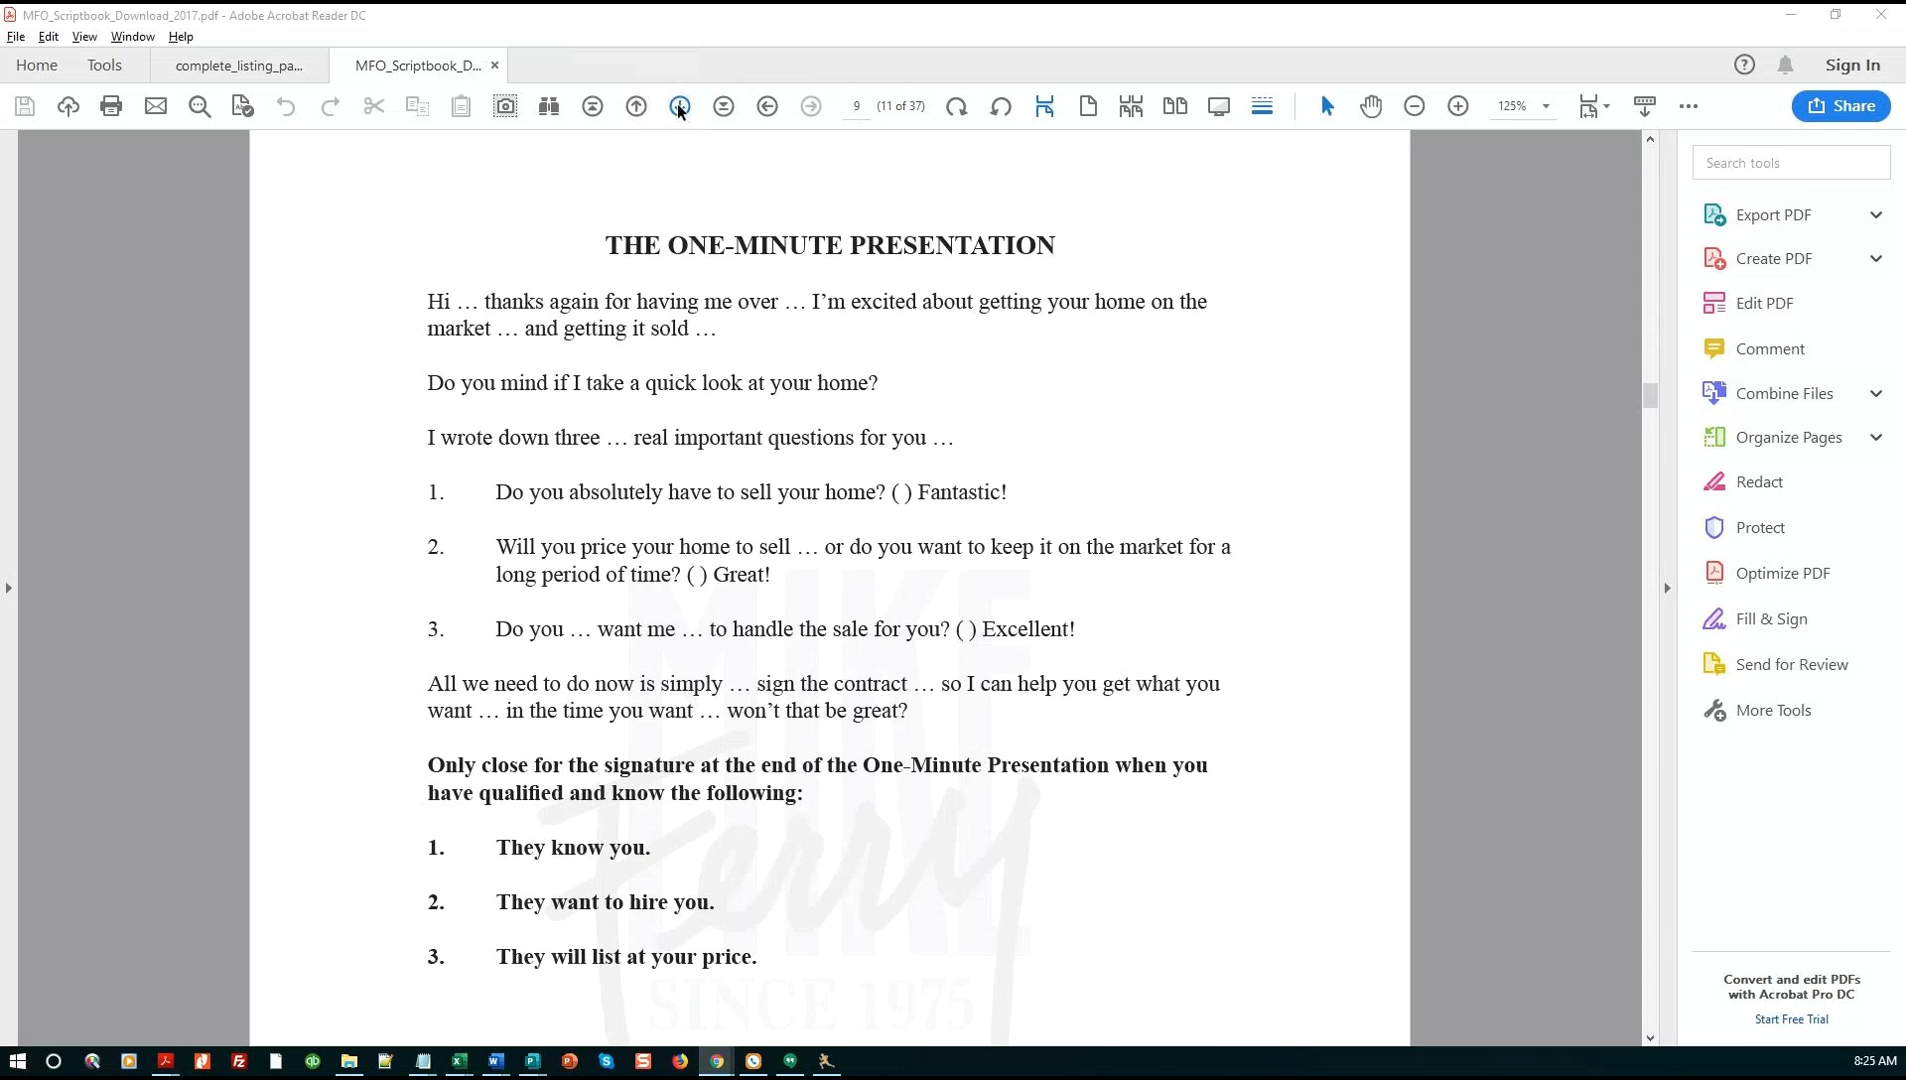 MFO_Scriptbook_Download_2017.pdf - Adobe Acrobat Reader DC
File Edit View Window Help
Home Tools complete_listing_pa... MFO_Scriptbook_D... × Sign In
9 (11 of 37) 125% Share
THE ONE-MINUTE PRESENTATION
Hi … thanks again for having me over … I’m excited about getting your home on the
market … and getting it sold …
Do you mind if I take a quick look at your home?
I wrote down three … real important questions for you …
1. Do you absolutely have to sell your home? ( ) Fantastic!
2. Will you price your home to sell … or do you want to keep it on the market for a
long period of time? ( ) Great!
3. Do you … want me … to handle the sale for you? ( ) Excellent!
All we need to do now is simply … sign the contract … so I can help you get what you
want … in the time you want … won’t that be great?
Only close for the signature at the end of the One-Minute Presentation when you
have qualified and know the following:
1. They know you.
2. They want to hire you.
3. They will list at your price.
MIKE
Ferry
SINCE 1975
Search tools
Export PDF
Create PDF
Edit PDF
Comment
Combine Files
Organize Pages
Redact
Protect
Optimize PDF
Fill & Sign
Send for Review
More Tools
Convert and edit PDFs
with Acrobat Pro DC
Start Free Trial
8:25 AM